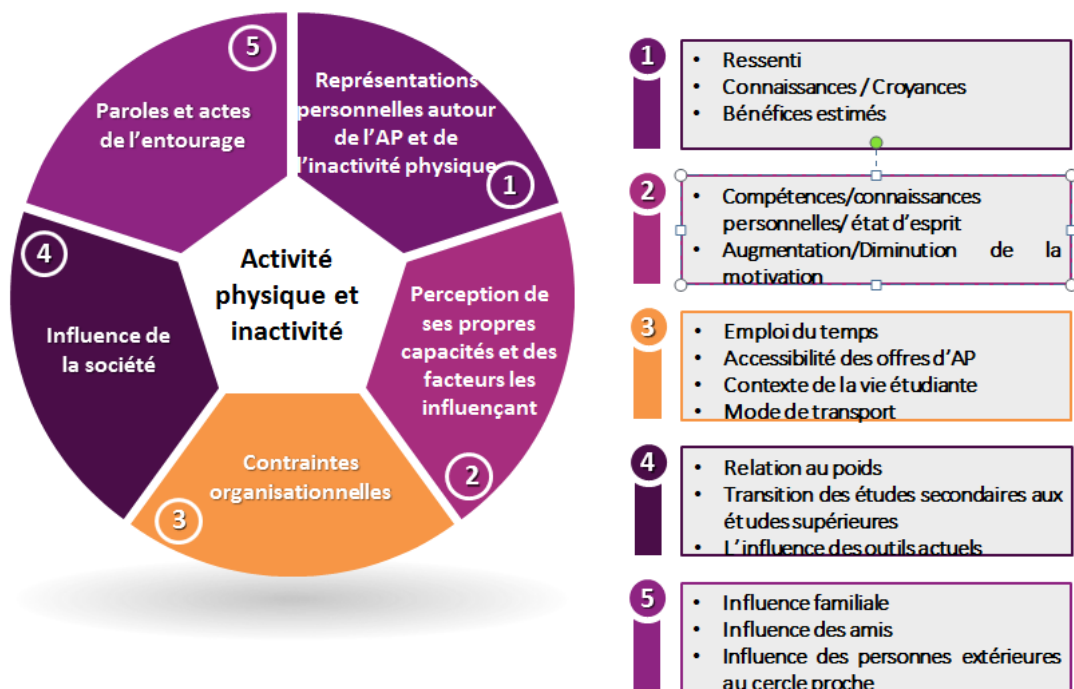 5
Paroles et actes
de l'entourage
Représentations
personnelles autour
de l'AP et de
l'inactivité physique
1
4
Influence de
la société
Activité
physique et
inactivité
Perception de
ses propres
capacités et des
facteurs les
influençant
2
Contraintes
organisationnelles
3
1
• Ressenti
• Connaissances / Croyances
• Bénéfices estimés
2
• Compétences/connaissances
personnelles/ état d'esprit
• Augmentation/Diminution de la
motivation
3
• Emploi du temps
• Accessibilité des offres d'AP
• Contexte de la vie étudiante
• Mode de transport
4
• Relation au poids
• Transition des études secondaires aux
études supérieures
• L'influence des outils actuels
5
• Influence familiale
• Influence des amis
• Influence des personnes extérieures
au cercle proche